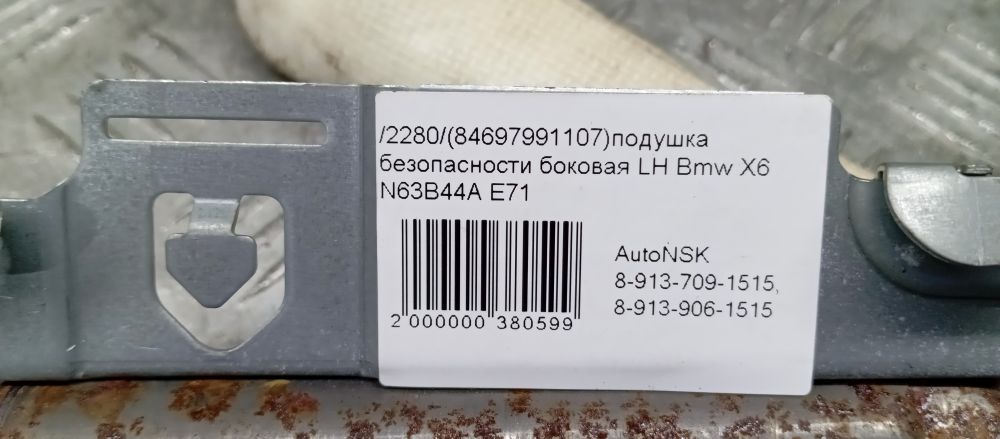 /2280/(84697991107)подушка
безопасности боковая LH Bmw X6
N63B44A E71
AutoNSK
8-913-709-1515,
8-913-906-1515
2 000000 380599